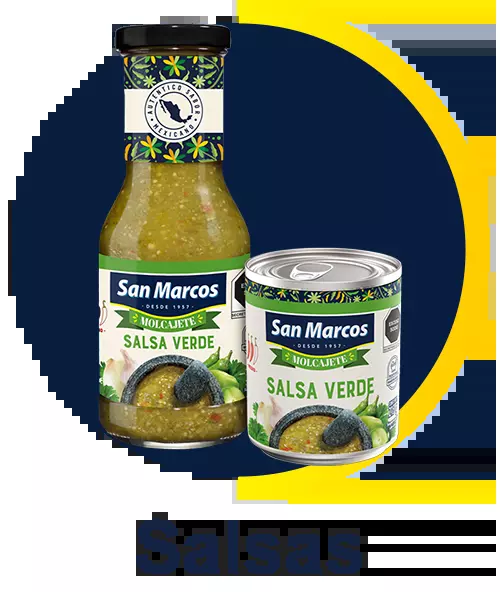 AUTÉNTICO SABOR
MEXICANO
San Marcos
DESDE 1957
MOLCAJETE
SALSA VERDE
San Marcos
DESDE 1957
MOLCAJETE
SALSA VERDE
Salsas